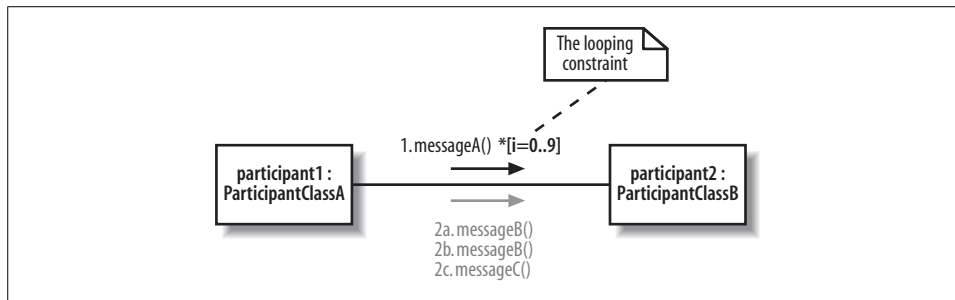 The looping
constraint
1. messageA() *[i=0..9]
participant1 :
ParticipantClassA
participant2 :
ParticipantClassB
2a. messageB()
2b. messageB()
2c. messageC()